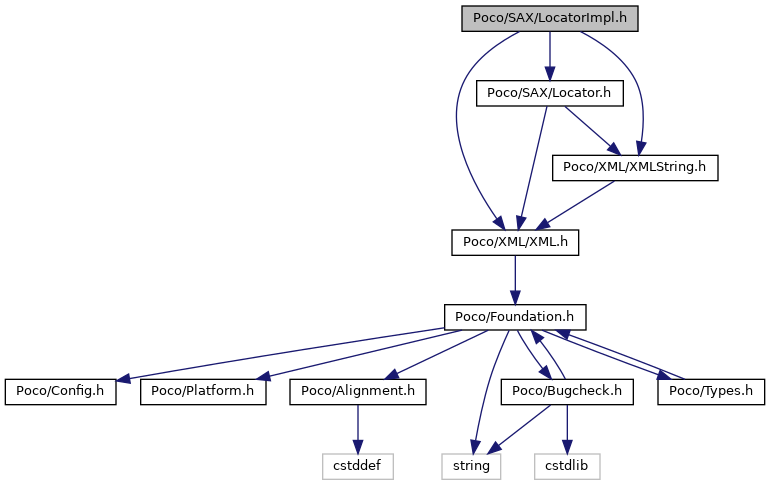 Poco/SAX/LocatorImpl.h
Poco/SAX/Locator.h
Poco/XML/XMLString.h
Poco/XML/XML.h
Poco/Foundation.h
Poco/Config.h
Poco/Platform.h
Poco/Alignment.h
Poco/Bugcheck.h
Poco/Types.h
cstddef
string
cstdlib